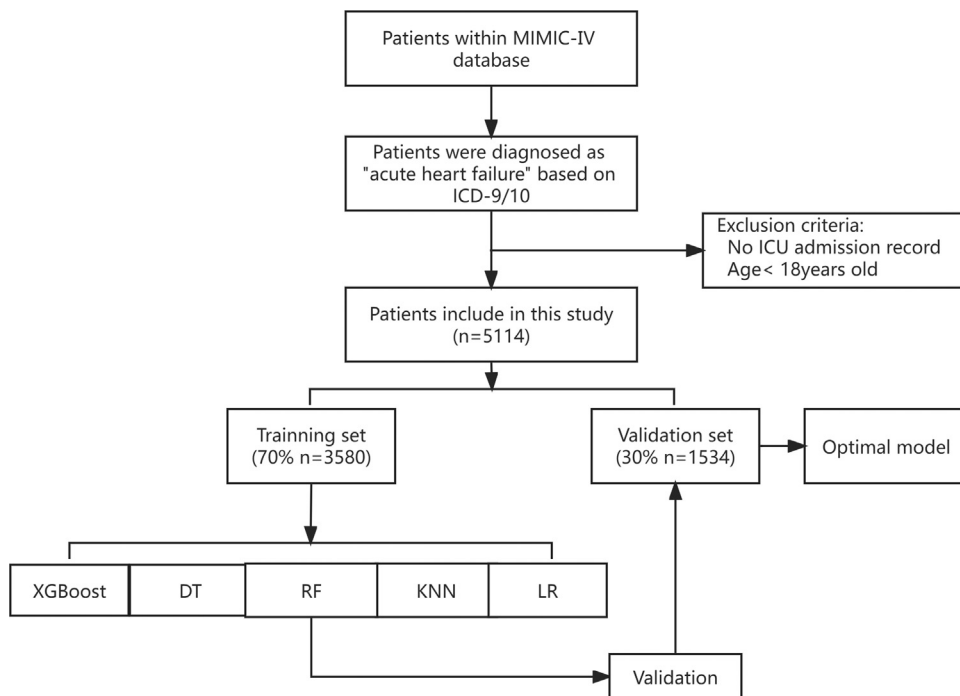 Patients within MIMIC-IV
database
Patients were diagnosed as
"acute heart failure" based on
ICD-9/10
Exclusion criteria:
No ICU admission record
Age< 18years old
Patients include in this study
(n=5114)
Trainning set
(70% n=3580)
Validation set
(30% n=1534)
Optimal model
XGBoost
DT
RF
KNN
LR
Validation